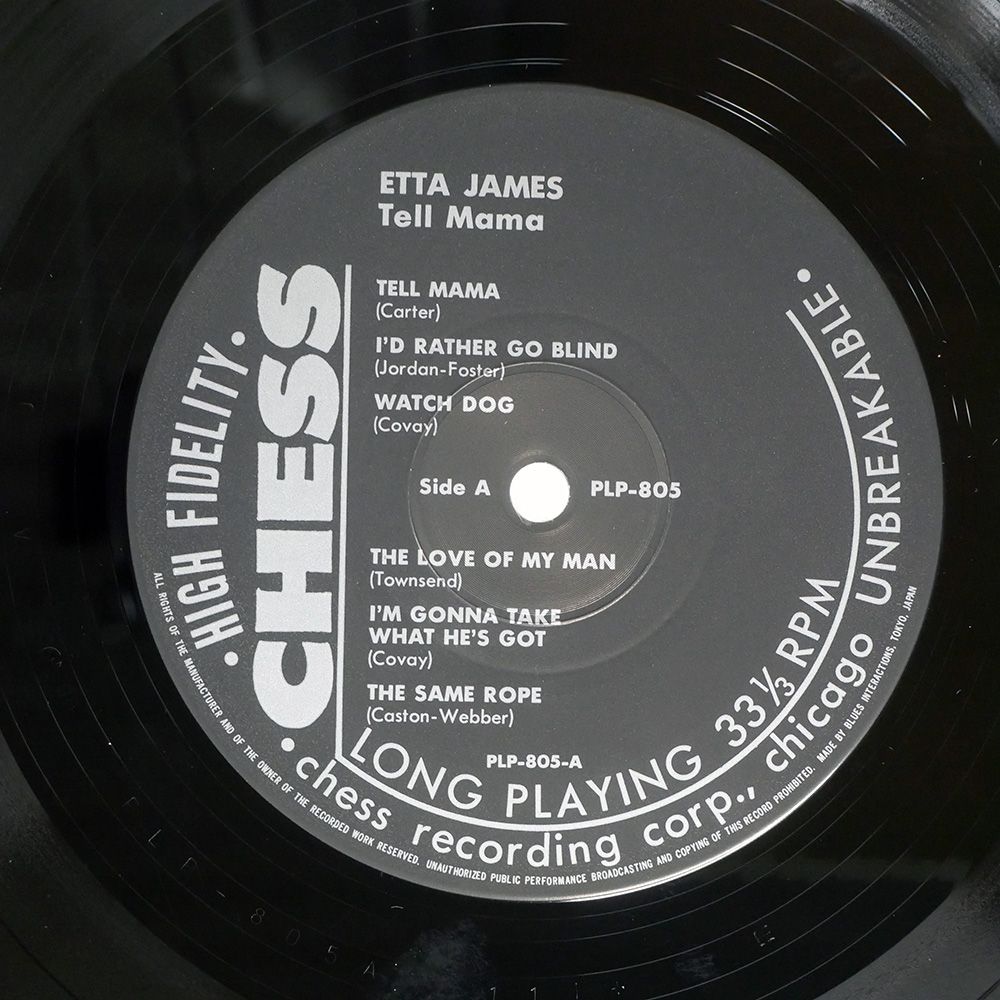 ETTA JAMES
Tell Mama
TELL MAMA
(Carter)
I'D RATHER GO BLIND
(Jordan-Foster)
WATCH DOG
(Covay)
Side A
PLP-805
THE LOVE OF MY MAN
(Townsend)
I'M GONNA TAKE
WHAT HE'S GOT
(Covay)
THE SAME ROPE
(Caston-Webber)
PLP-805-A
CHESS
• HIGH FIDELITY •
LONG PLAYING 33⅓ RPM
• chess recording corp., chicago UNBREAKABLE •
ALL RIGHTS OF THE MANUFACTURER AND OF THE OWNER OF THE RECORDED WORK RESERVED. UNAUTHORIZED PUBLIC PERFORMANCE BROADCASTING AND COPYING OF THIS RECORD PROHIBITED. MADE BY BLUES INTERACTIONS, TOKYO, JAPAN
PLP-805A